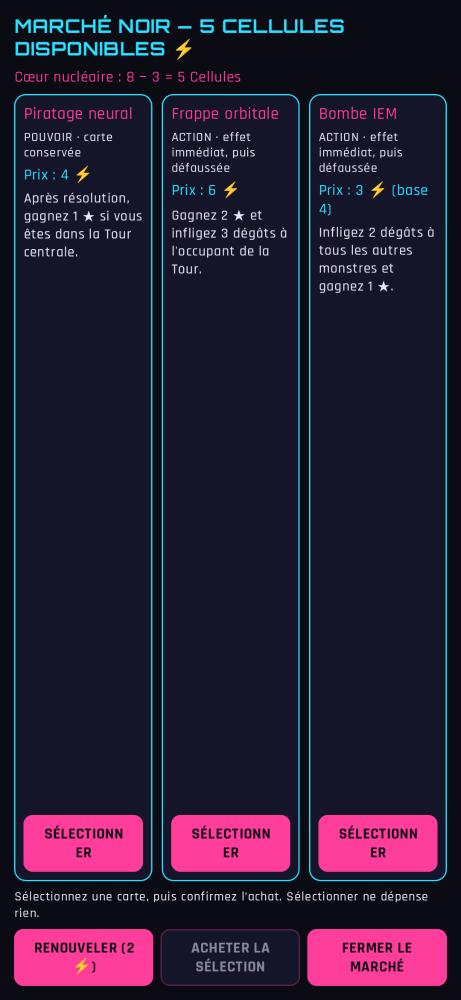 MARCHÉ NOIR — 5 CELLULES
DISPONIBLES ⚡
Cœur nucléaire : 8 − 3 = 5 Cellules
Piratage neural
POUVOIR · carte
conservée
Prix : 4 ⚡
Après résolution,
gagnez 1 ★ si vous
êtes dans la Tour
centrale.
SÉLECTIONN
ER
Frappe orbitale
ACTION · effet
immédiat, puis
défaussée
Prix : 6 ⚡
Gagnez 2 ★ et
infligez 3 dégâts à
l'occupant de la
Tour.
SÉLECTIONN
ER
Bombe IEM
ACTION · effet
immédiat, puis
défaussée
Prix : 3 ⚡ (base
4)
Infligez 2 dégâts à
tous les autres
monstres et
gagnez 1 ★.
SÉLECTIONN
ER
Sélectionnez une carte, puis confirmez l'achat. Sélectionner ne dépense
rien.
RENOUVELER (2
⚡)
ACHETER LA
SÉLECTION
FERMER LE
MARCHÉ